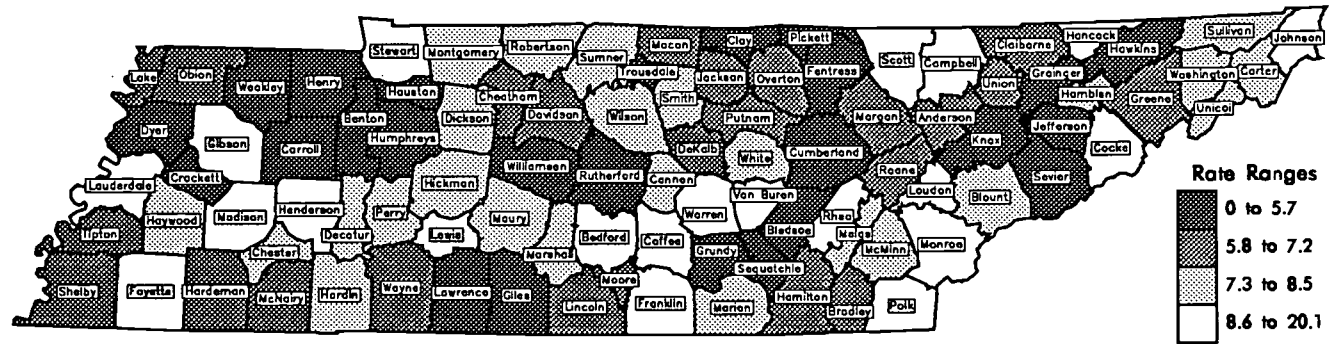 Stewart
Montgomery
Robertson
Sumner
Macon
Clay
Pickett
Scott
Campbell
Claiborne
Hancock
Hawkins
Sullivan
Johnson
Lake
Obion
Weakley
Henry
Houston
Cheatham
Trousdale
Jackson
Overton
Fentress
Union
Grainger
Hamblen
Washington
Carter
Dyer
Gibson
Carroll
Benton
Humphreys
Dickson
Davidson
Wilson
Smith
Putnam
Morgan
Anderson
Knox
Jefferson
Greene
Unicoi
Crockett
Williamson
Rutherford
DeKalb
White
Cumberland
Roane
Loudon
Sevier
Cocke
Lauderdale
Haywood
Madison
Henderson
Decatur
Perry
Hickman
Maury
Cannon
Warren
Van Buren
Rhea
Blount
Tipton
Chester
Lewis
Marshall
Bedford
Coffee
Grundy
Bledsoe
Meigs
McMinn
Monroe
Shelby
Fayette
Hardeman
McNairy
Hardin
Wayne
Lawrence
Giles
Lincoln
Moore
Franklin
Marion
Sequatchie
Hamilton
Bradley
Polk
Rate Ranges
0 to 5.7
5.8 to 7.2
7.3 to 8.5
8.6 to 20.1